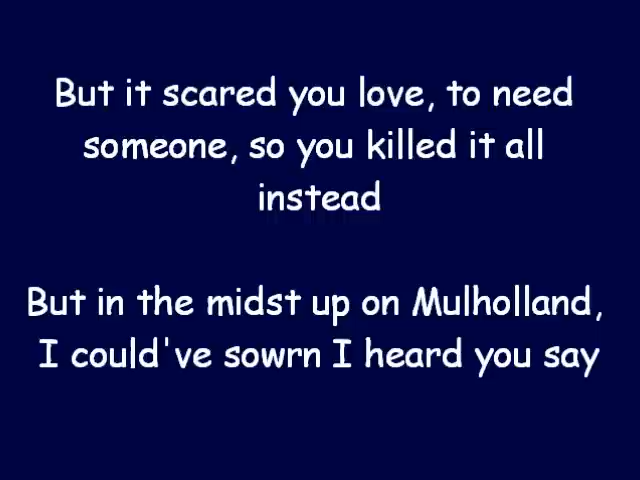 But it scared you love, to need
someone, so you killed it all
instead
But in the midst up on Mulholland,
I could've sowrn I heard you say